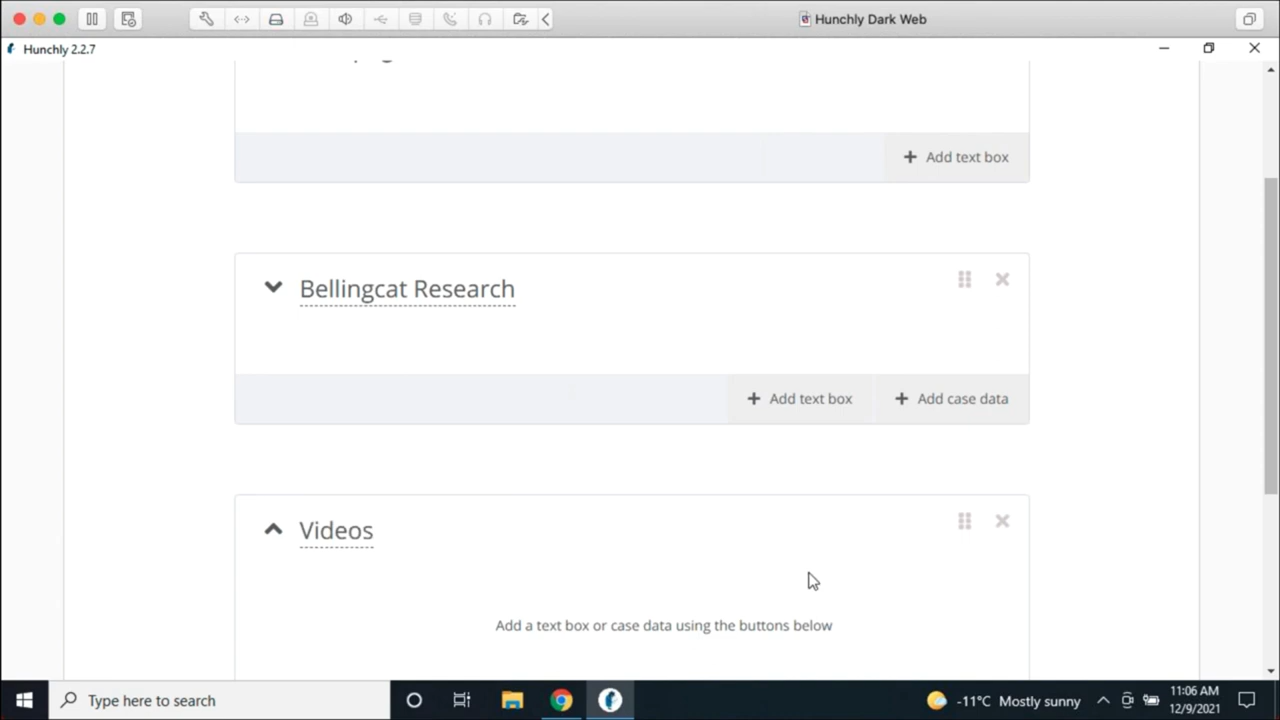 Hunchly Dark Web
Hunchly 2.2.7
+ Add text box
Bellingcat Research
+ Add text box
+ Add case data
Videos
Add a text box or case data using the buttons below
Type here to search
-11°C Mostly sunny
11:06 AM
12/9/2021